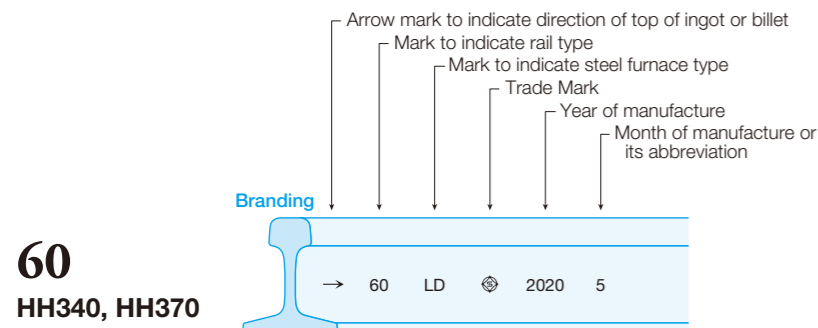 Arrow mark to indicate direction of top of ingot or billet
Mark to indicate rail type
Mark to indicate steel furnace type
Trade Mark
Year of manufacture
Month of manufacture or
its abbreviation
Branding
→ 60 LD 2020 5
60
HH340, HH370